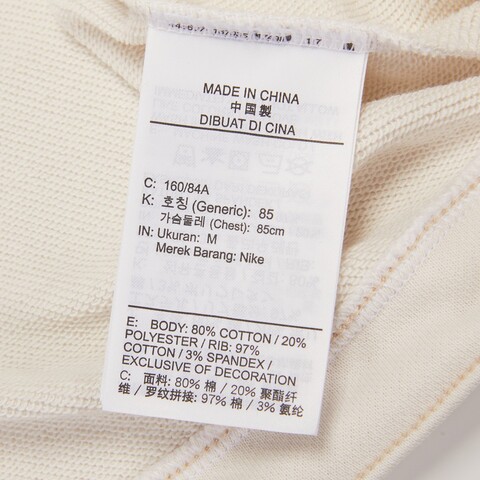 MADE IN CHINA
中国製
DIBUAT DI CINA
C: 160/84A
K: 호칭 (Generic): 85
가슴둘레 (Chest): 85cm
IN: Ukuran: M
Merek Barang: Nike
E: BODY: 80% COTTON / 20%
POLYESTER / RIB: 97%
COTTON / 3% SPANDEX /
EXCLUSIVE OF DECORATION
C: 面料: 80% 棉 / 20% 聚酯纤
维 / 罗纹拼接: 97% 棉 / 3% 氨纶